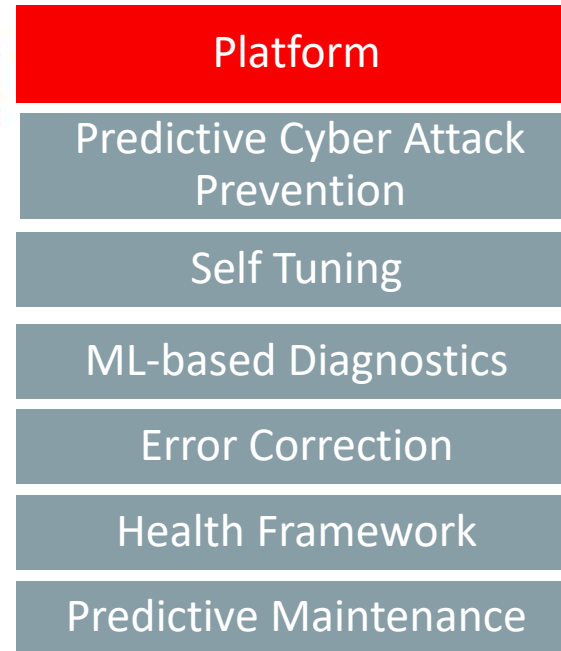 Platform
Predictive Cyber Attack
Prevention
Self Tuning
ML-based Diagnostics
Error Correction
Health Framework
Predictive Maintenance